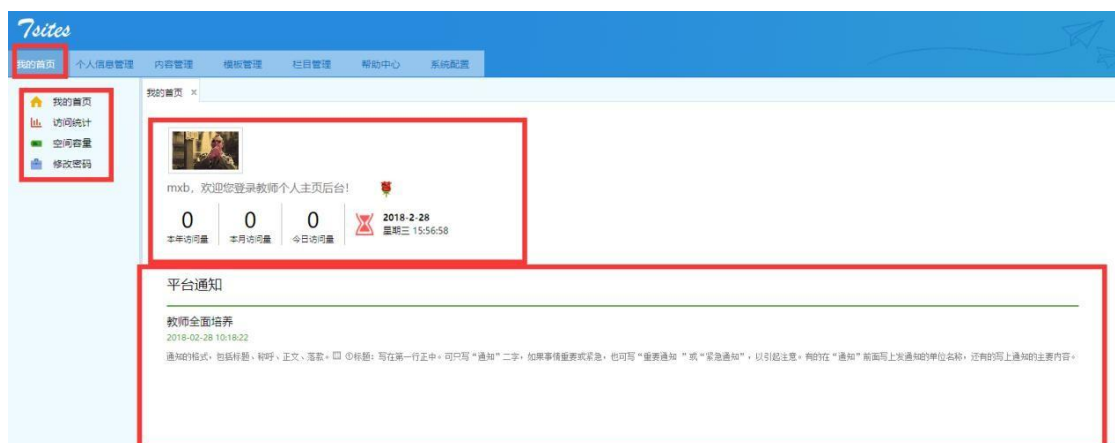 7sites
我的首页 个人信息管理 内容管理 模板管理 栏目管理 帮助中心 系统配置
我的首页
访问统计
空间容量
修改密码
我的首页 ×
mxb，欢迎您登录教师个人主页后台！
0 0 0
本年访问量 本月访问量 今日访问量
2018-2-28
星期三 15:56:58
平台通知
教师全面培养
2018-02-28 10:18:22
通知的格式，包括标题、称呼、正文、落款。 ①标题：写在第一行正中。可只写“通知”二字，如果事情重要或紧急，也可写“重要通知 ”或“紧急通知”，以引起注意。有的在“通知”前面写上发通知的单位名称，还有的写上通知的主要内容。